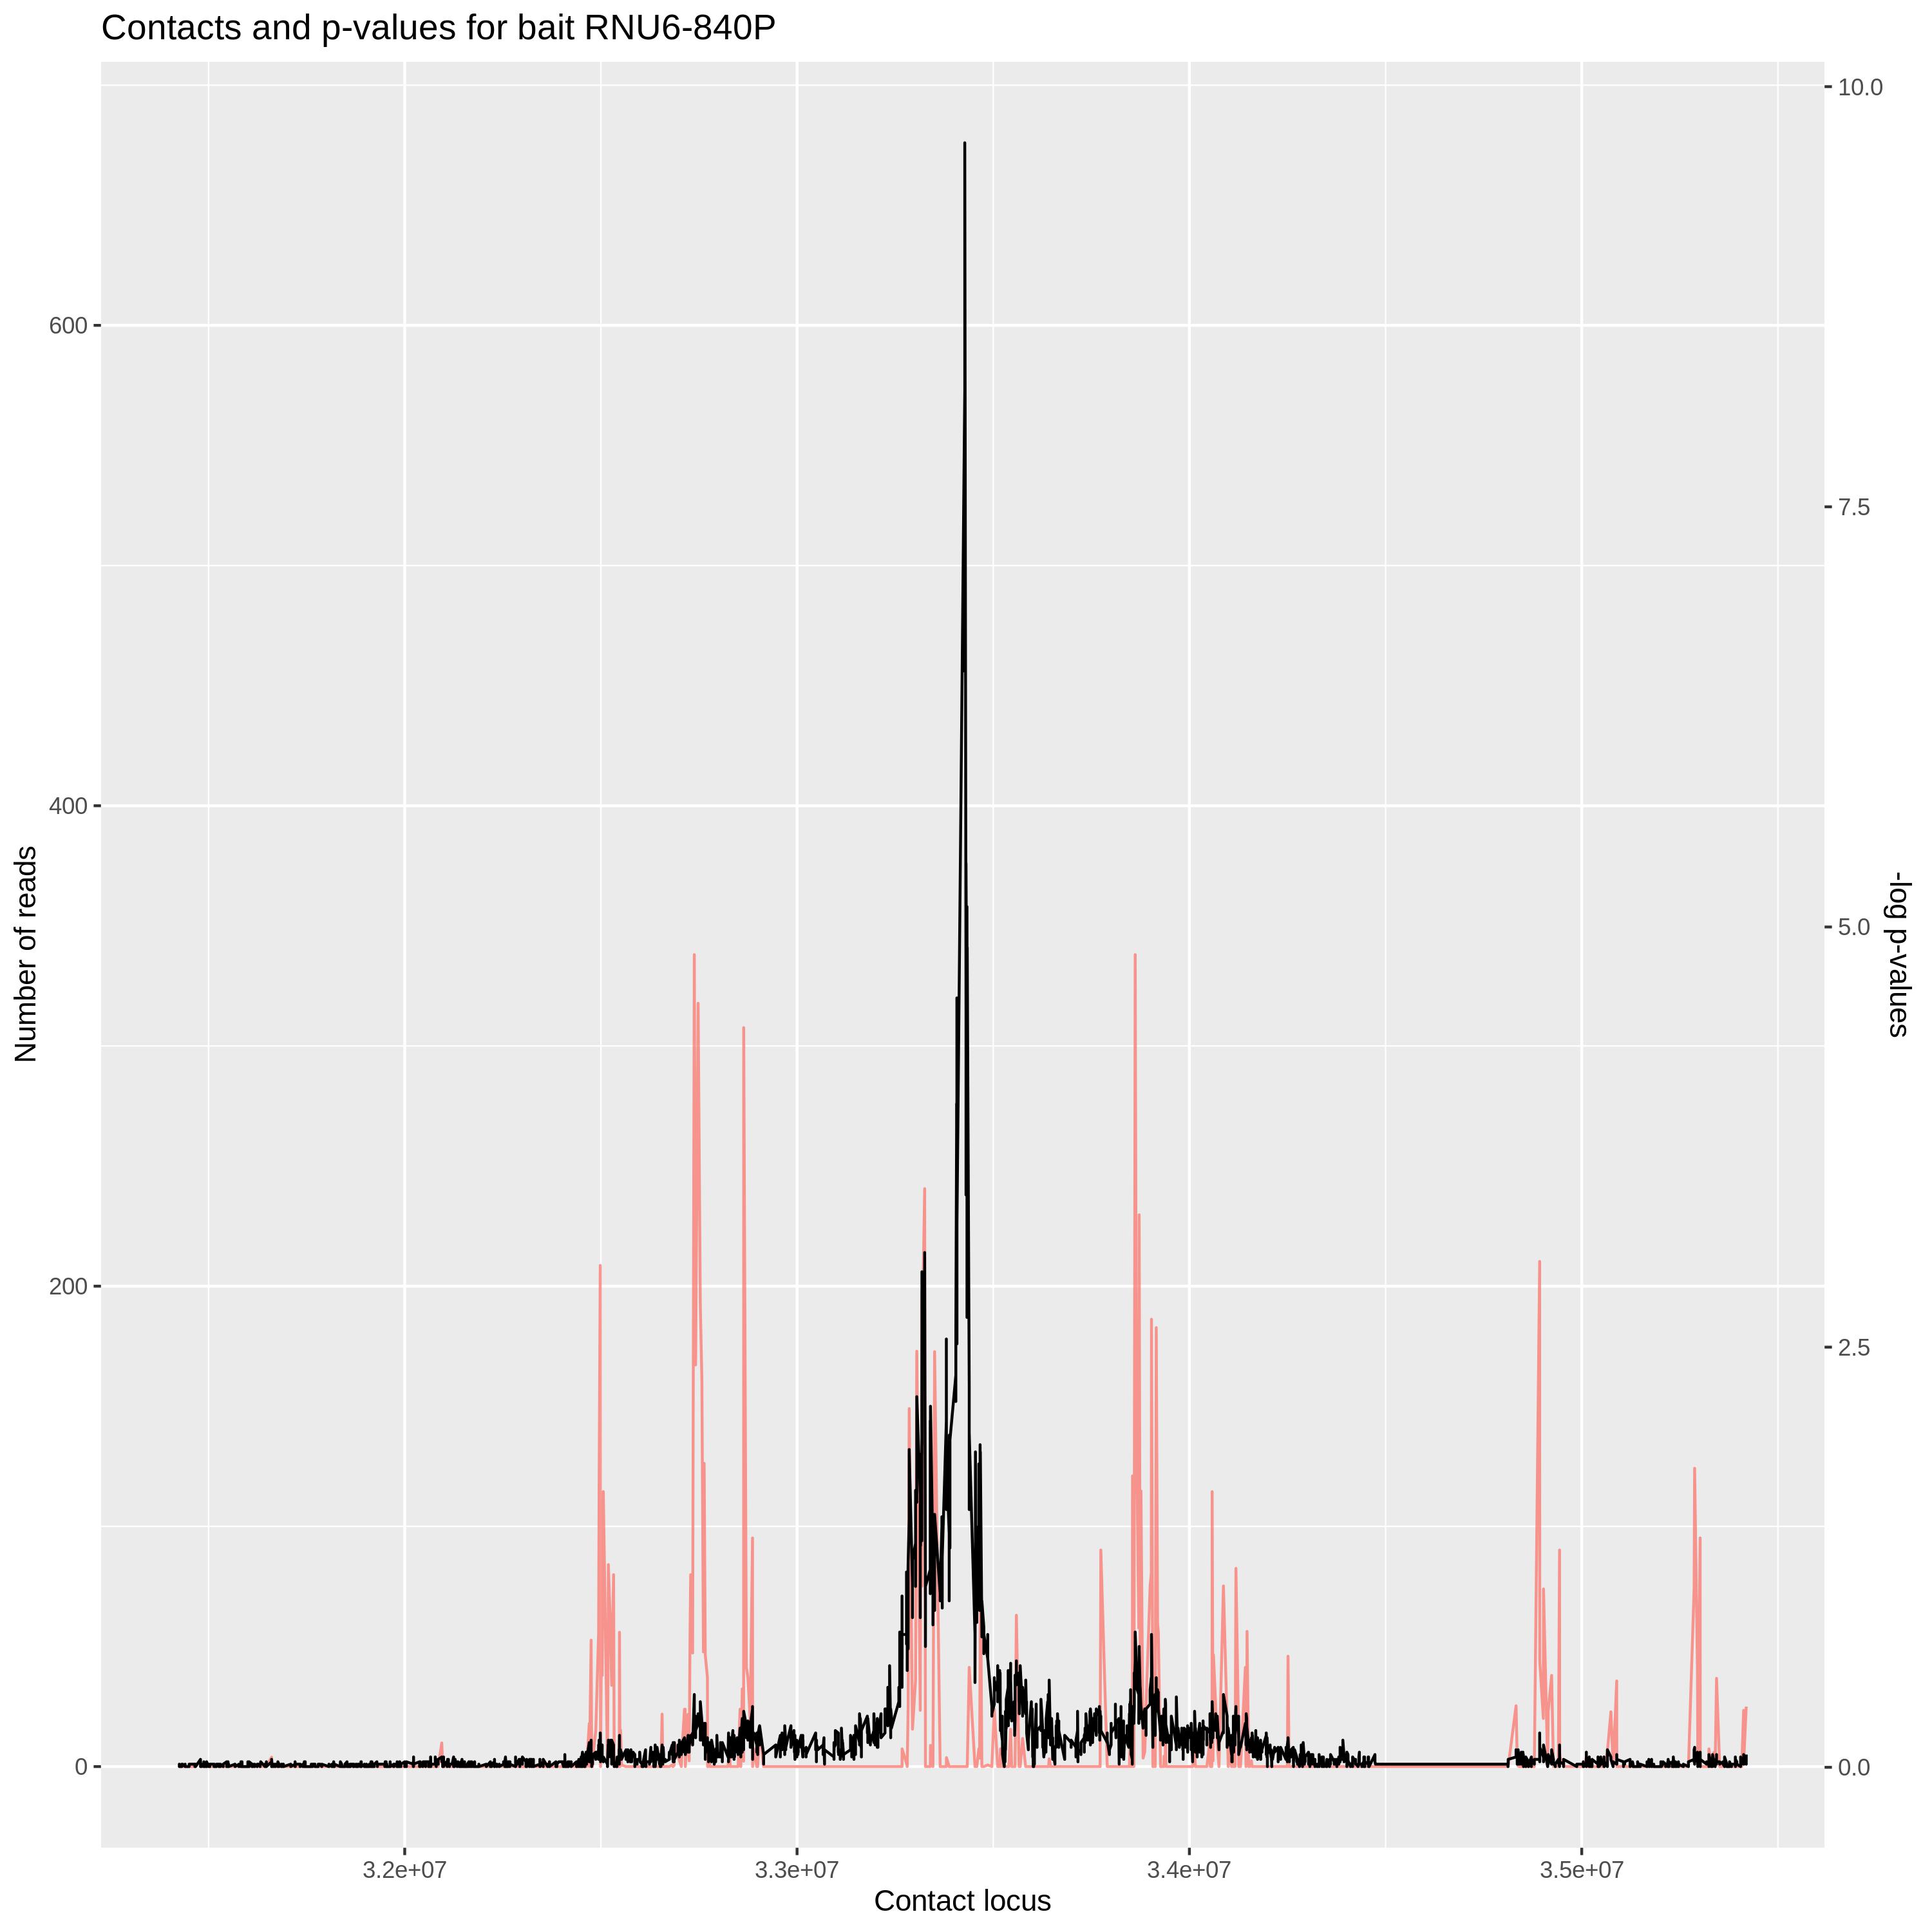 Contacts and p-values for bait RNU6-840P
Number of reads
600
400
200
0
10.0
7.5
5.0
2.5
0.0
-log p-values
3.2e+07
3.3e+07
3.4e+07
3.5e+07
Contact locus